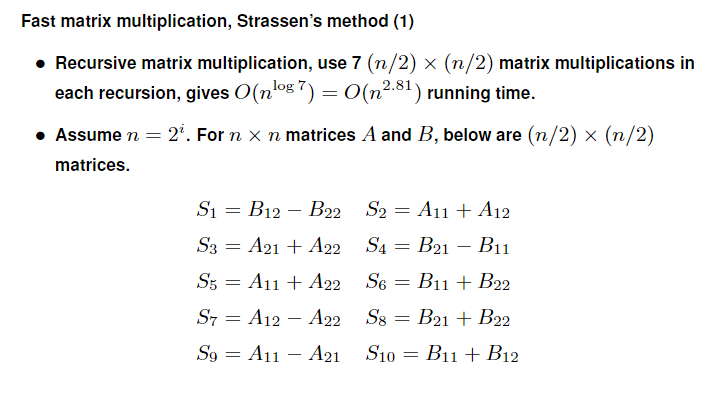 Fast matrix multiplication, Strassen's method (1)
• Recursive matrix multiplication, use 7 (n/2) × (n/2) matrix multiplications in
each recursion, gives O(n^{log 7}) = O(n^{2.81}) running time.
• Assume n = 2^i. For n × n matrices A and B, below are (n/2) × (n/2)
matrices.
S_1 = B_{12} − B_{22} S_2 = A_{11} + A_{12}
S_3 = A_{21} + A_{22} S_4 = B_{21} − B_{11}
S_5 = A_{11} + A_{22} S_6 = B_{11} + B_{22}
S_7 = A_{12} − A_{22} S_8 = B_{21} + B_{22}
S_9 = A_{11} − A_{21} S_{10} = B_{11} + B_{12}